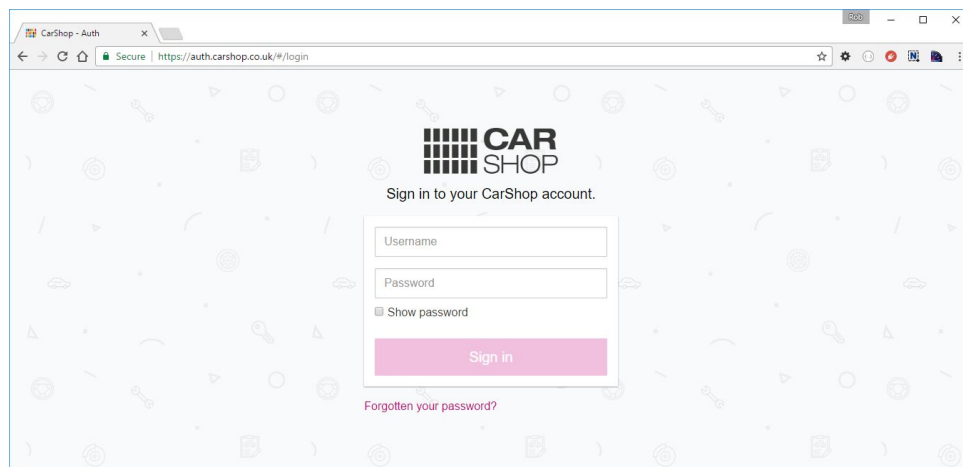 Rob
CarShop - Auth
Secure | https://auth.carshop.co.uk/#/login
CAR
SHOP
Sign in to your CarShop account.
Username
Password
Show password
Sign in
Forgotten your password?